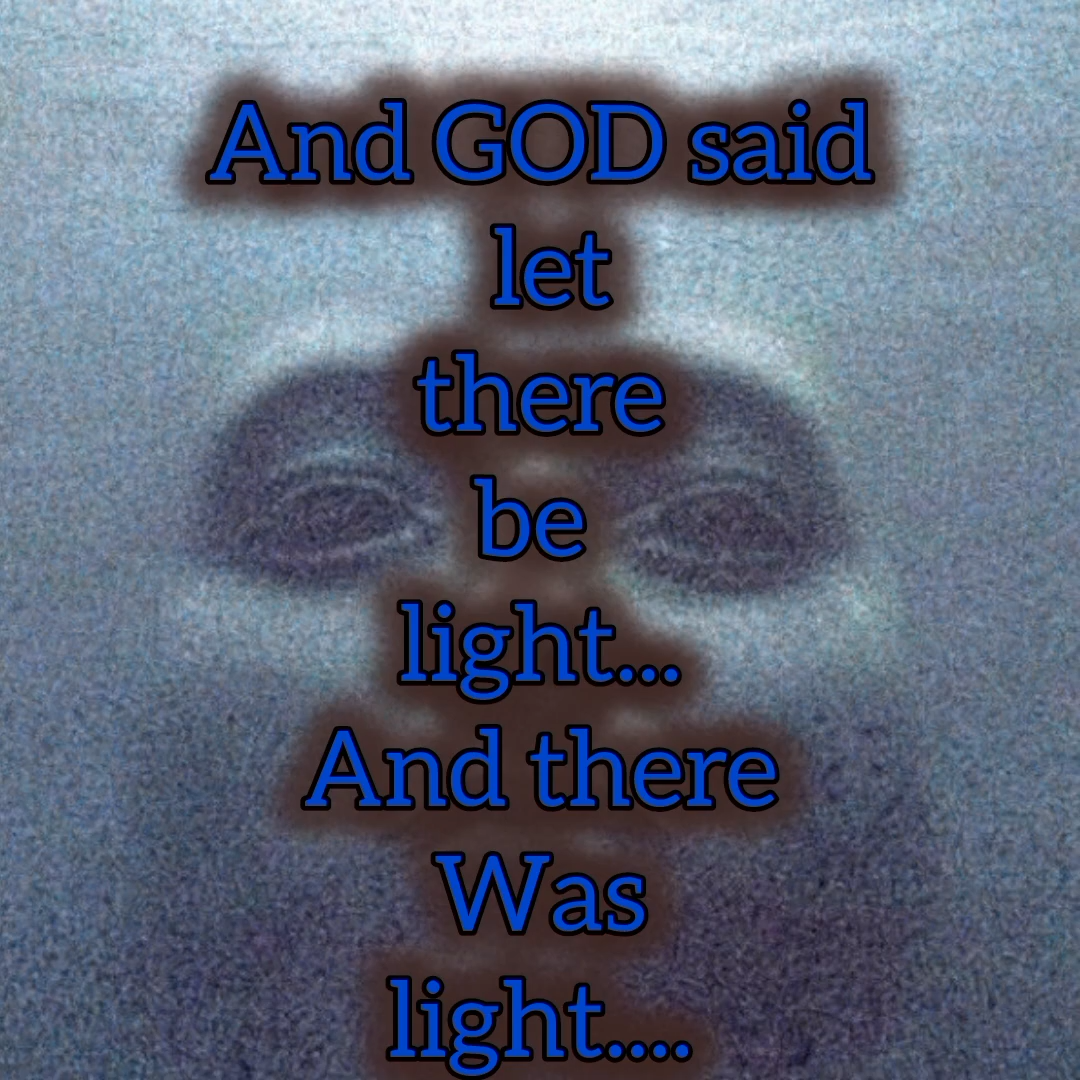 And GOD said
let
there
be
light...
And there
Was
light....